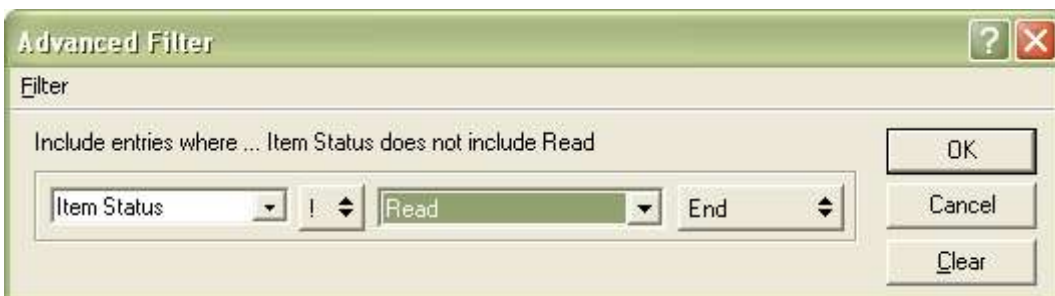 Advanced Filter
Filter
Include entries where ... Item Status does not include Read
OK
Item Status ! Read End
Cancel
Clear